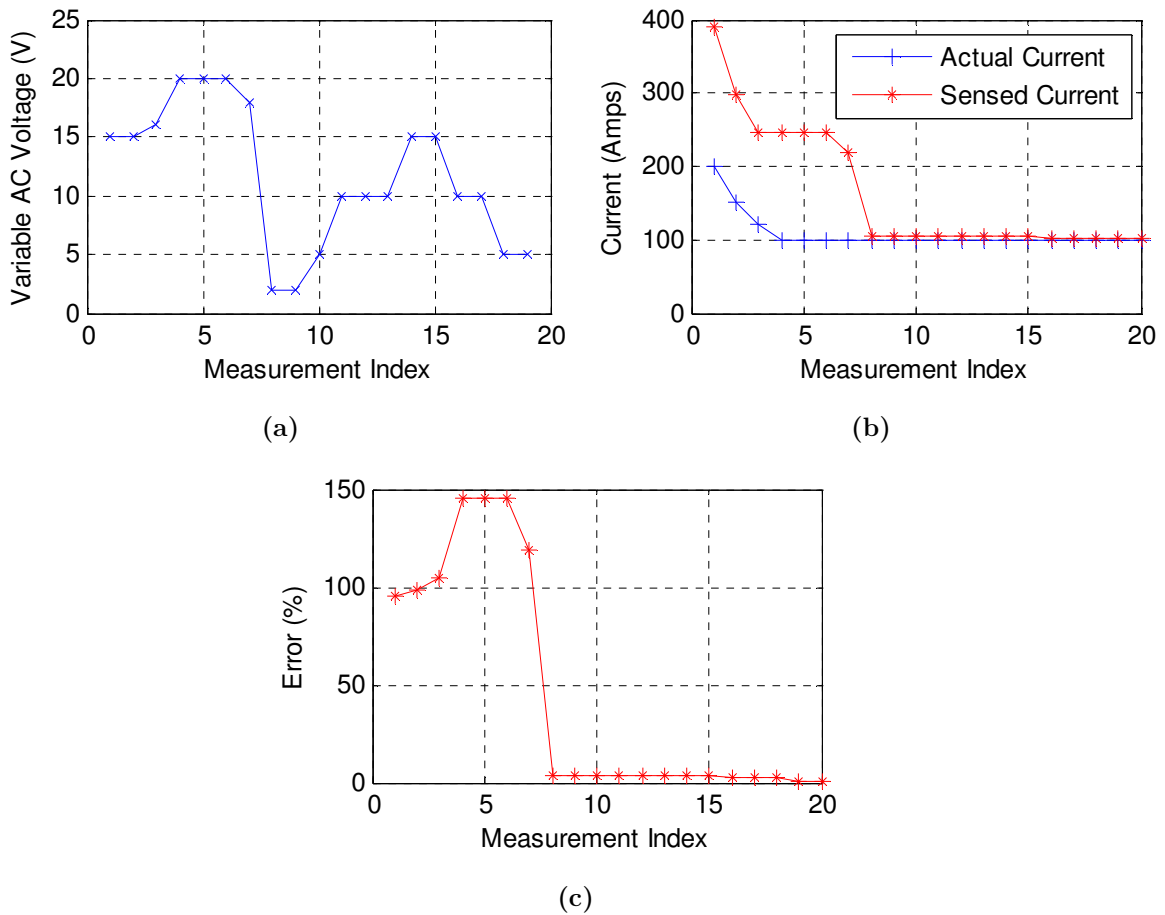 25
20
15
10
5
0
0
5
10
15
20
Variable AC Voltage (V)
Measurement Index
(a)
400
300
200
100
0
0
5
10
15
20
Current (Amps)
Measurement Index
Actual Current
Sensed Current
(b)
150
100
50
0
0
5
10
15
20
Error (%)
Measurement Index
(c)